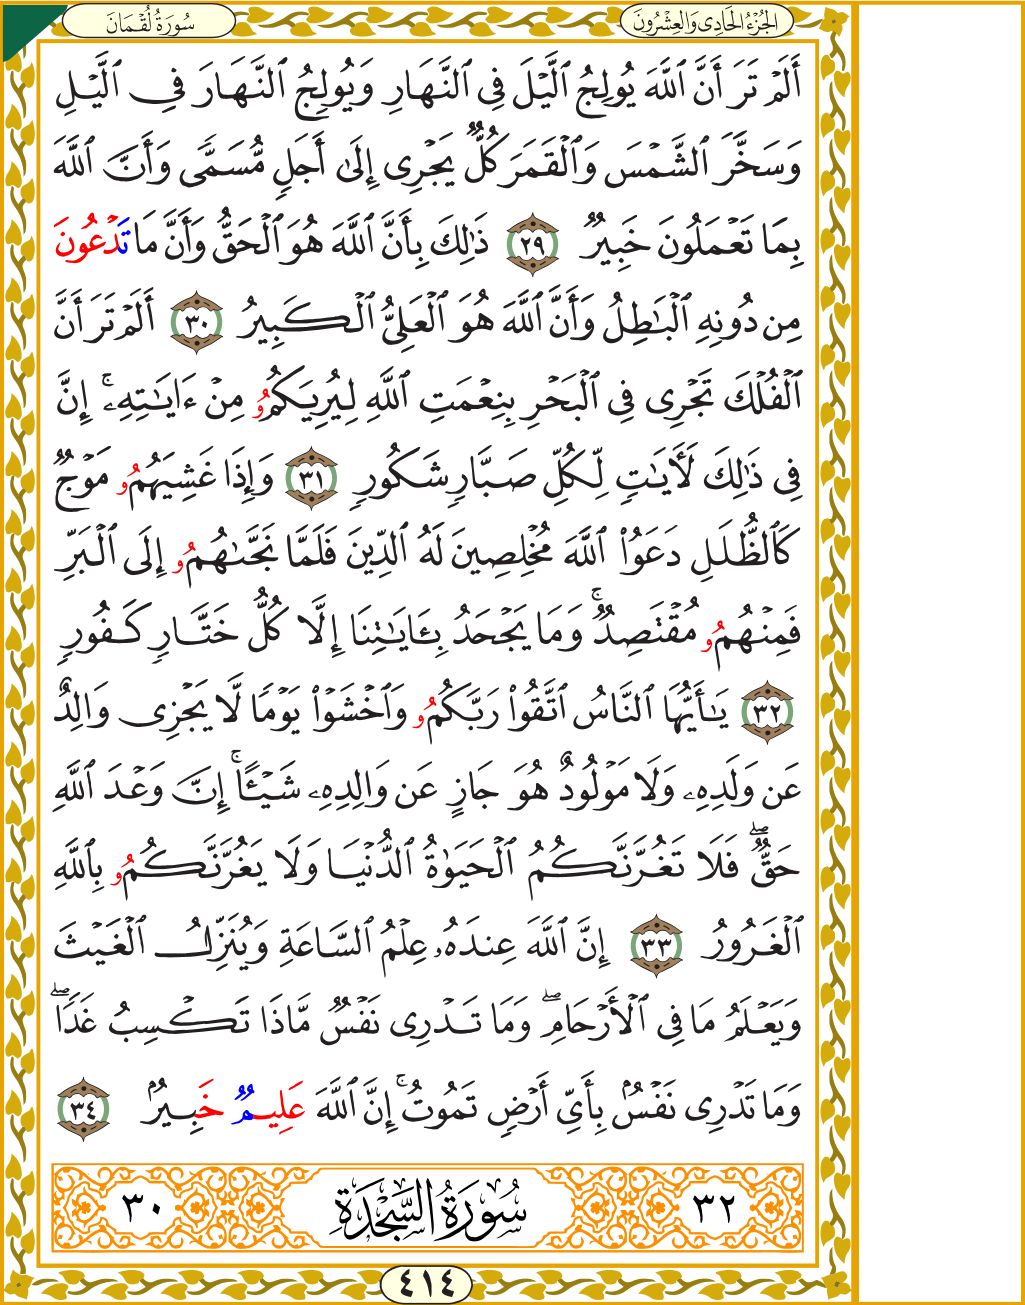 الجُزْءُ الحَادِى وَالعِشْرُونَ
سُورَةُ لُقْمَانَ
أَلَمْ تَرَ أَنَّ ٱللَّهَ يُولِجُ ٱلَّيْلَ فِى ٱلنَّهَارِ وَيُولِجُ ٱلنَّهَارَ فِى ٱلَّيْلِ
وَسَخَّرَ ٱلشَّمْسَ وَٱلْقَمَرَ كُلٌّ يَجْرِى إِلَىٰ أَجَلٍ مُّسَمًّى وَأَنَّ ٱللَّهَ
بِمَا تَعْمَلُونَ خَبِيرٌ ٢٩ ذَٰلِكَ بِأَنَّ ٱللَّهَ هُوَ ٱلْحَقُّ وَأَنَّ مَا تَدْعُونَ
مِن دُونِهِ ٱلْبَٰطِلُ وَأَنَّ ٱللَّهَ هُوَ ٱلْعَلِىُّ ٱلْكَبِيرُ ٣٠ أَلَمْ تَرَ أَنَّ
ٱلْفُلْكَ تَجْرِى فِى ٱلْبَحْرِ بِنِعْمَتِ ٱللَّهِ لِيُرِيَكُمُۥ مِنْ ءَايَٰتِهِۦٓۚ إِنَّ
فِى ذَٰلِكَ لَأٓيَٰتٍ لِّكُلِّ صَبَّارٍ شَكُورٍ ٣١ وَإِذَا غَشِيَهُمُۥ مَوْجٌ
كَٱلظُّلَلِ دَعَوُا۟ ٱللَّهَ مُخْلِصِينَ لَهُ ٱلدِّينَ فَلَمَّا نَجَّىٰهُمُۥ إِلَى ٱلْبَرِّ
فَمِنْهُمُۥ مُقْتَصِدٌۚ وَمَا يَجْحَدُ بِـَٔايَٰتِنَا إِلَّا كُلُّ خَتَّارٍ كَفُورٍ
٣٢ يَٰٓأَيُّهَا ٱلنَّاسُ ٱتَّقُوا۟ رَبَّكُمُۥ وَٱخْشَوْا۟ يَوْمًا لَّا يَجْزِى وَالِدٌ
عَن وَلَدِهِۦ وَلَا مَوْلُودٌ هُوَ جَازٍ عَن وَالِدِهِۦ شَيْـًٔاۚ إِنَّ وَعْدَ ٱللَّهِ
حَقٌّۖ فَلَا تَغُرَّنَّكُمُ ٱلْحَيَوٰةُ ٱلدُّنْيَا وَلَا يَغُرَّنَّكُمُۥ بِٱللَّهِ
ٱلْغَرُورُ ٣٣ إِنَّ ٱللَّهَ عِندَهُۥ عِلْمُ ٱلسَّاعَةِ وَيُنَزِّلُ ٱلْغَيْثَ
وَيَعْلَمُ مَا فِى ٱلْأَرْحَامِۖ وَمَا تَدْرِى نَفْسٌ مَّاذَا تَكْسِبُ غَدًاۖ
وَمَا تَدْرِى نَفْسٌۢ بِأَىِّ أَرْضٍ تَمُوتُۚ إِنَّ ٱللَّهَ عَلِيمٌ خَبِيرٌۢ ٣٤
٣٢ سُورَةُ السَّجْدَةِ ٣٠
٤١٤